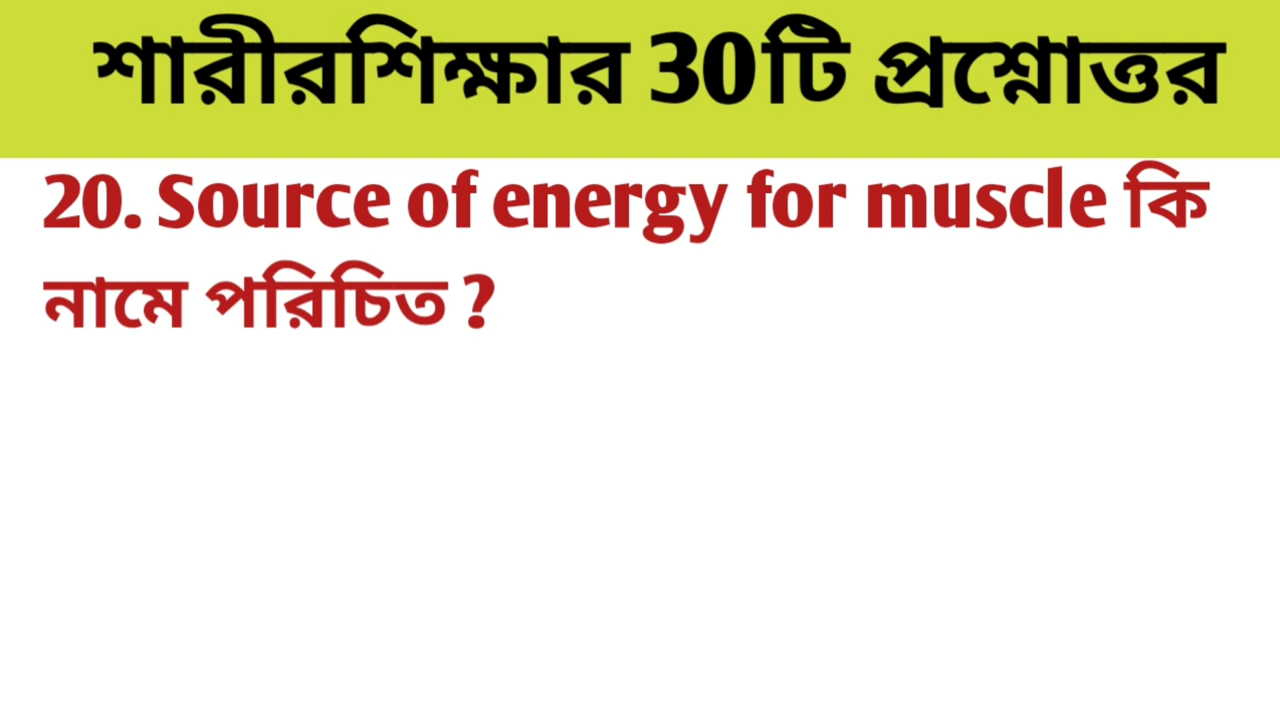 শারীরশিক্ষার 30টি প্রশ্নোত্তর
20. Source of energy for muscle কি
নামে পরিচিত ?